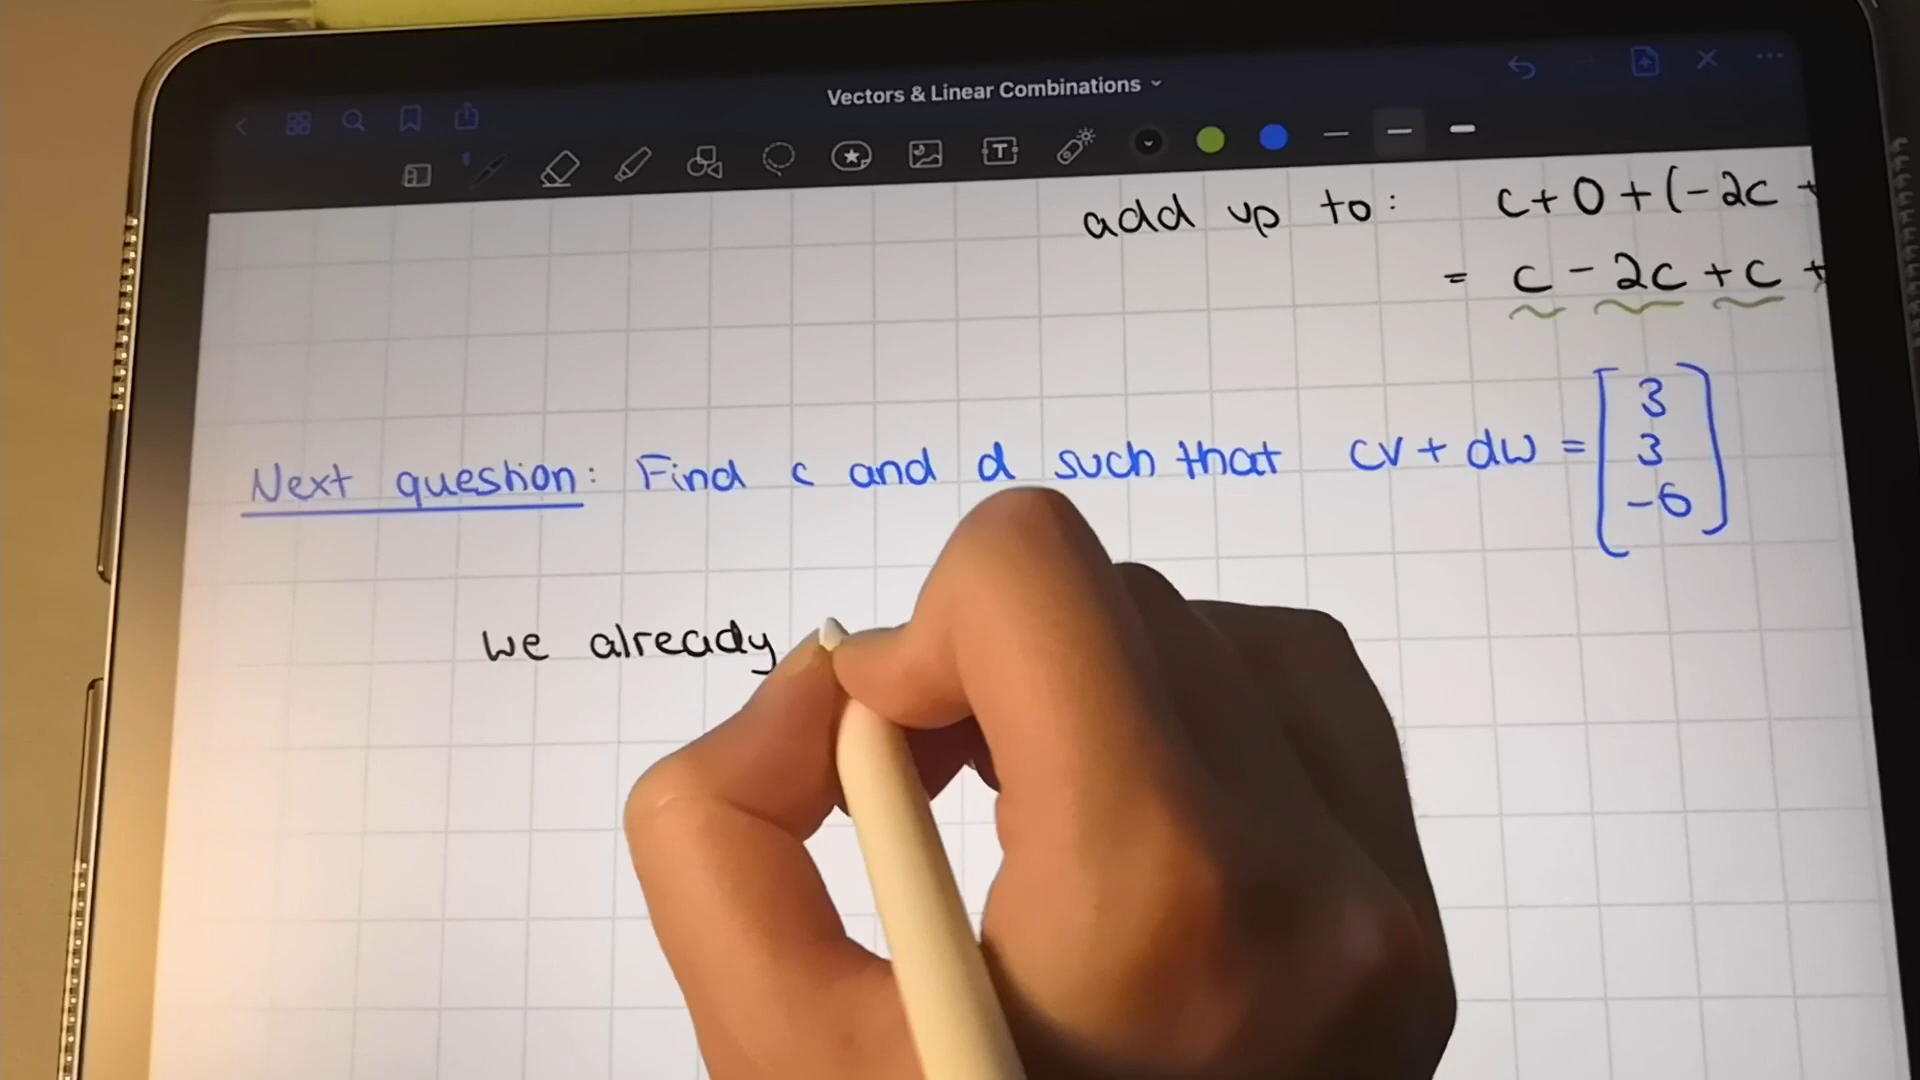 Vectors & Linear Combinations
T
add up to: c + 0 + (-2c +
= c - 2c + c +
Next question: Find c and d such that cv + dw = [3 3 -6]
we already